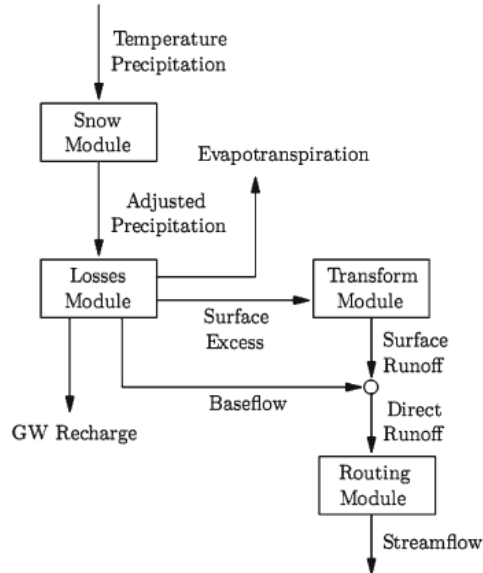 Temperature
Precipitation
Snow
Module
Evapotranspiration
Adjusted
Precipitation
Losses
Module
Transform
Module
Surface
Excess
Surface
Runoff
Baseflow
Direct
Runoff
GW Recharge
Routing
Module
Streamflow